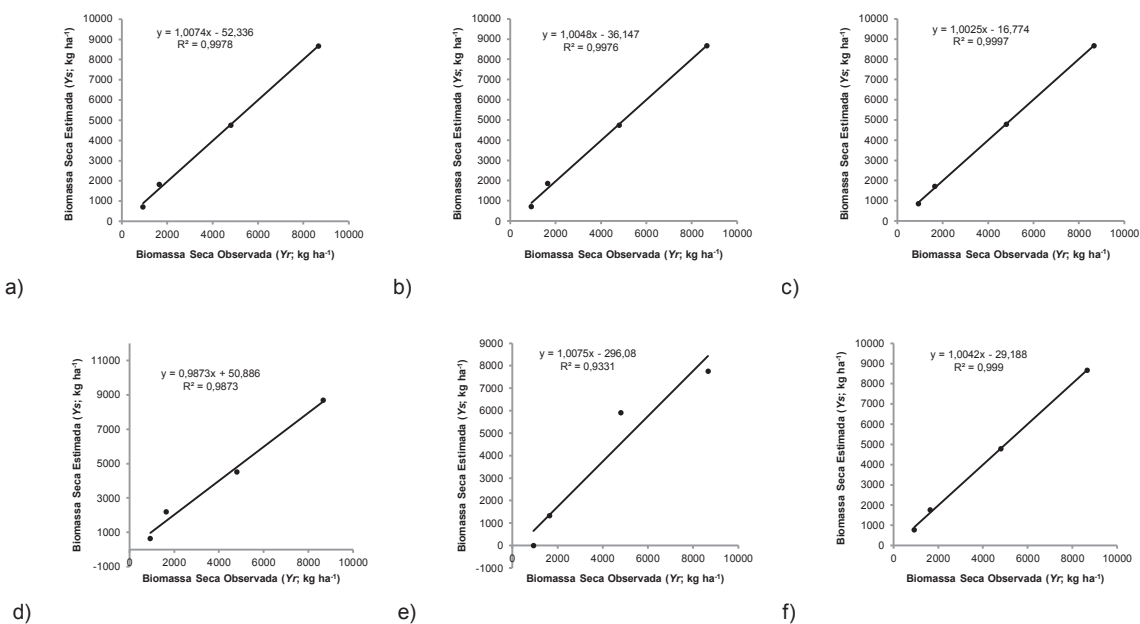 10000
9000
8000
7000
6000
5000
4000
3000
2000
1000
0
Biomassa Seca Estimada (Ys; kg ha⁻¹)
y = 1,0074x - 52,336
R² = 0,9978
0 2000 4000 6000 8000 10000
Biomassa Seca Observada (Yr; kg ha⁻¹)
a)
10000
9000
8000
7000
6000
5000
4000
3000
2000
1000
0
Biomassa Seca Estimada (Ys; kg ha⁻¹)
y = 1,0048x - 36,147
R² = 0,9976
0 2000 4000 6000 8000 10000
Biomassa Seca Observada (Yr; kg ha⁻¹)
b)
10000
9000
8000
7000
6000
5000
4000
3000
2000
1000
0
Biomassa Seca Estimada (Ys; kg ha⁻¹)
y = 1,0025x - 16,774
R² = 0,9997
0 2000 4000 6000 8000 10000
Biomassa Seca Observada (Yr; kg ha⁻¹)
c)
11000
9000
7000
5000
3000
1000
-1000
Biomassa Seca Estimada (Ys; kg ha⁻¹)
y = 0,9873x + 50,886
R² = 0,9873
0 2000 4000 6000 8000 10000
Biomassa Seca Observada (Yr; kg ha⁻¹)
d)
9000
8000
7000
6000
5000
4000
3000
2000
1000
0
-1000
Biomassa Seca Estimada (Ys; kg ha⁻¹)
y = 1,0075x - 296,08
R² = 0,9331
0 2000 4000 6000 8000 10000
Biomassa Seca Observada (Yr; kg ha⁻¹)
e)
10000
9000
8000
7000
6000
5000
4000
3000
2000
1000
0
Biomassa Seca Estimada (Ys; kg ha⁻¹)
y = 1,0042x - 29,188
R² = 0,999
0 2000 4000 6000 8000 10000
Biomassa Seca Observada (Yr; kg ha⁻¹)
f)